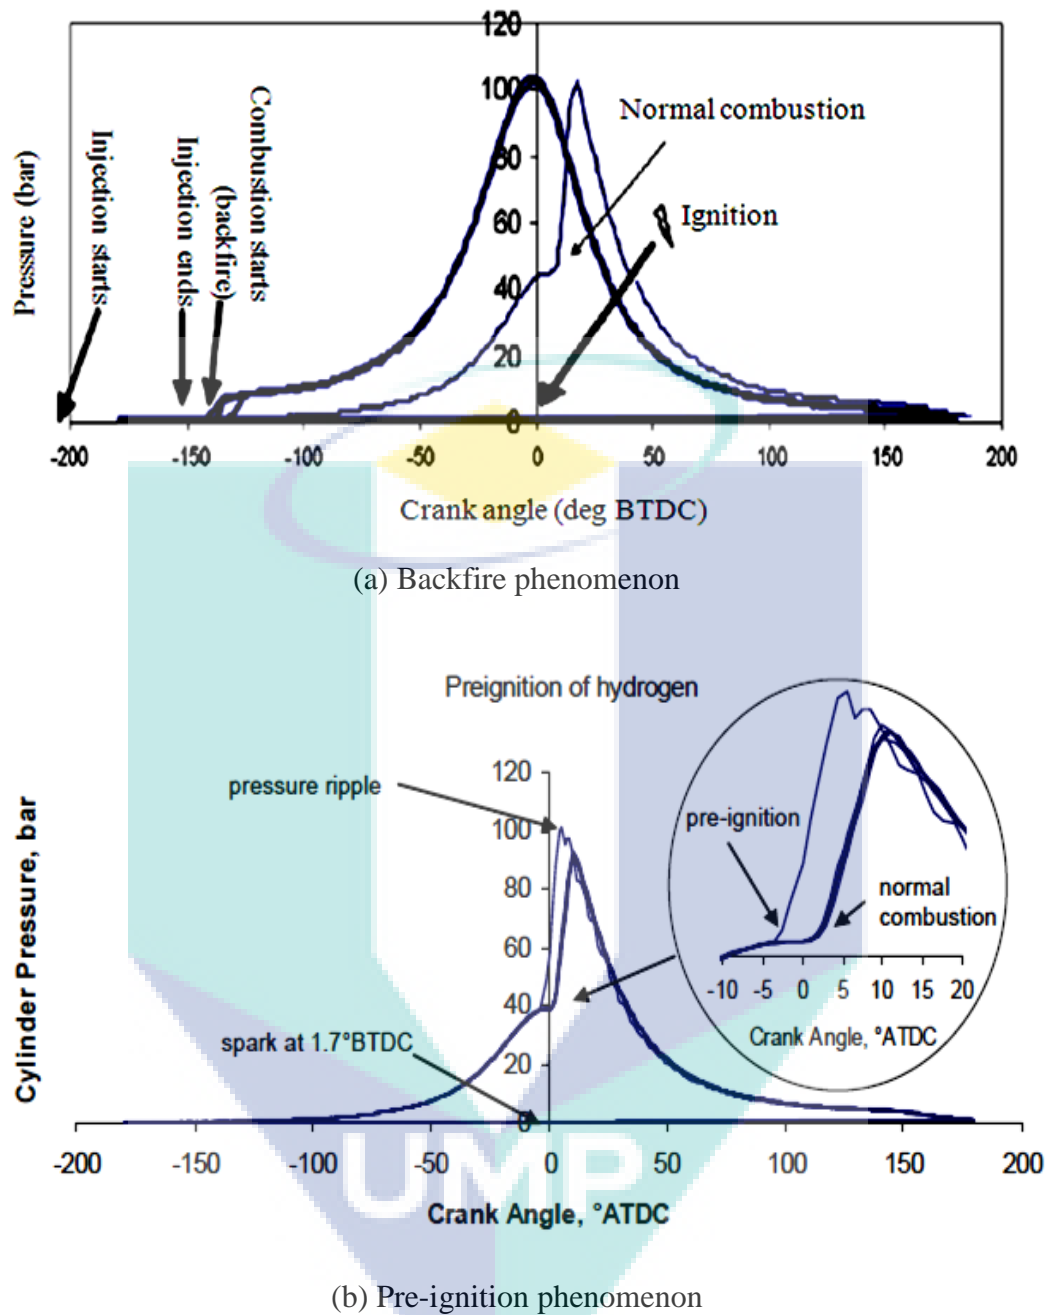 120
100
80
60
40
20
0
Pressure (bar)
Injection starts
Injection ends
Combustion starts
(backfire)
Normal combustion
Ignition
-200 -150 -100 -50 0 50 100 150 200
Crank angle (deg BTDC)
(a) Backfire phenomenon
Preignition of hydrogen
pressure ripple
120
100
80
60
40
20
0
Cylinder Pressure, bar
spark at 1.7°BTDC
pre-ignition
normal
combustion
-10 -5 0 5 10 15 20
Crank Angle, °ATDC
-200 -150 -100 -50 0 50 100 150 200
UMP
Crank Angle, °ATDC
(b) Pre-ignition phenomenon